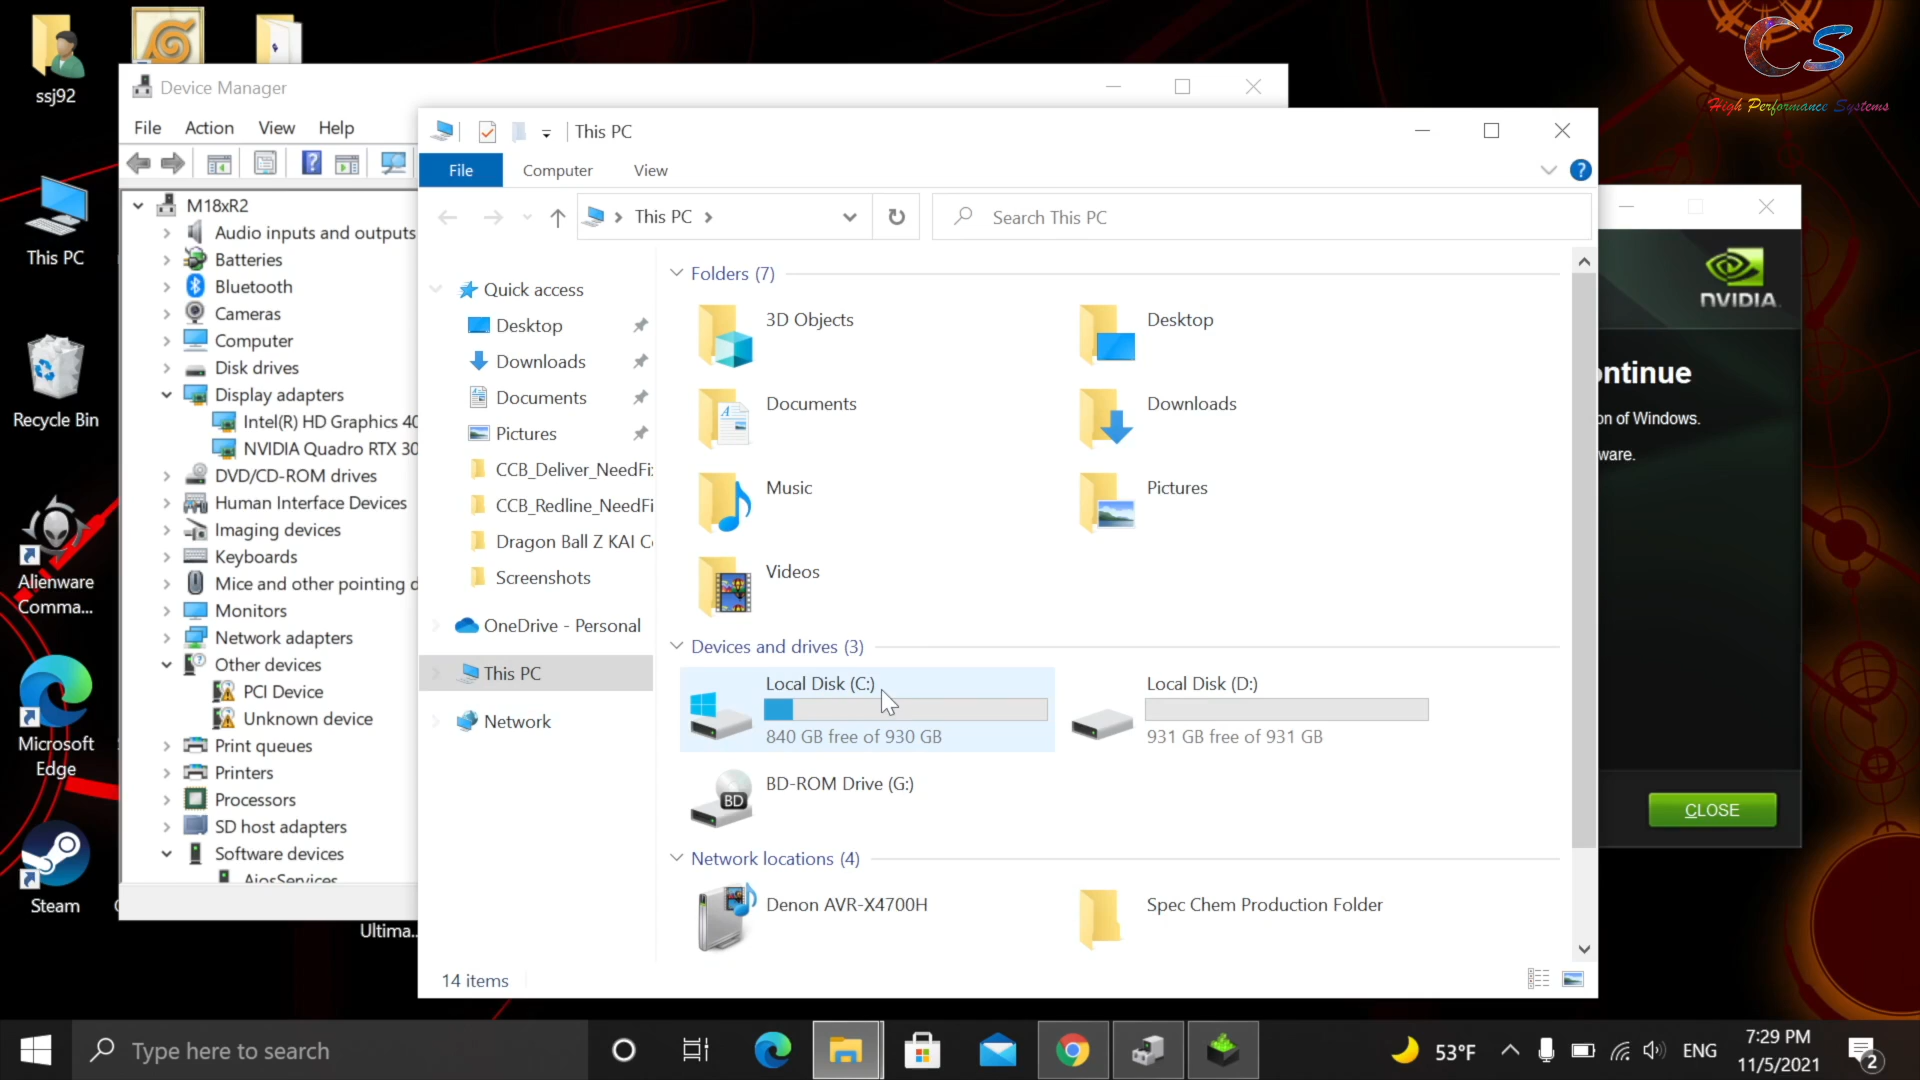 ssj92
This PC
Recycle Bin
Alienware
Comma...
Microsoft
Edge
Steam
Ultima...
CS
High Performance Systems
Device Manager
File Action View Help
M18xR2
Audio inputs and outputs
Batteries
Bluetooth
Cameras
Computer
Disk drives
Display adapters
Intel(R) HD Graphics 40
NVIDIA Quadro RTX 30
DVD/CD-ROM drives
Human Interface Devices
Imaging devices
Keyboards
Mice and other pointing d
Monitors
Network adapters
Other devices
PCI Device
Unknown device
Print queues
Printers
Processors
SD host adapters
Software devices
AiosServices
This PC
File Computer View
This PC
Search This PC
Quick access
Desktop
Downloads
Documents
Pictures
CCB_Deliver_NeedFi
CCB_Redline_NeedFi
Dragon Ball Z KAI C
Screenshots
OneDrive - Personal
This PC
Network
Folders (7)
3D Objects
Desktop
Documents
Downloads
Music
Pictures
Videos
Devices and drives (3)
Local Disk (C:)
840 GB free of 930 GB
Local Disk (D:)
931 GB free of 931 GB
BD-ROM Drive (G:)
BD
Network locations (4)
Denon AVR-X4700H
Spec Chem Production Folder
14 items
NVIDIA.
ontinue
on of Windows.
ware.
CLOSE
Type here to search
53°F
ENG
7:29 PM
11/5/2021
2